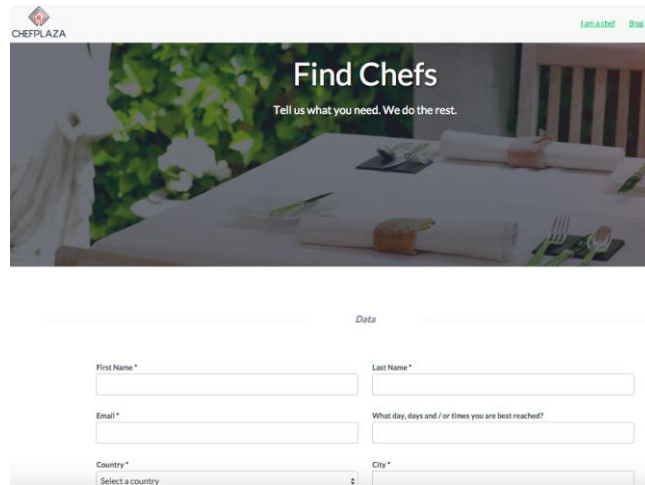 CHEFPLAZA
I am a chef Blog
Find Chefs
Tell us what you need. We do the rest.
Data
First Name * Last Name *
Email * What day, days and / or times you are best reached?
Country * City *
Select a country